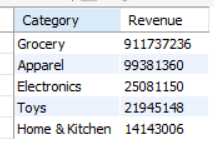 Category Revenue
Grocery 911737236
Apparel 99381360
Electronics 25081150
Toys 21945148
Home & Kitchen 14143006